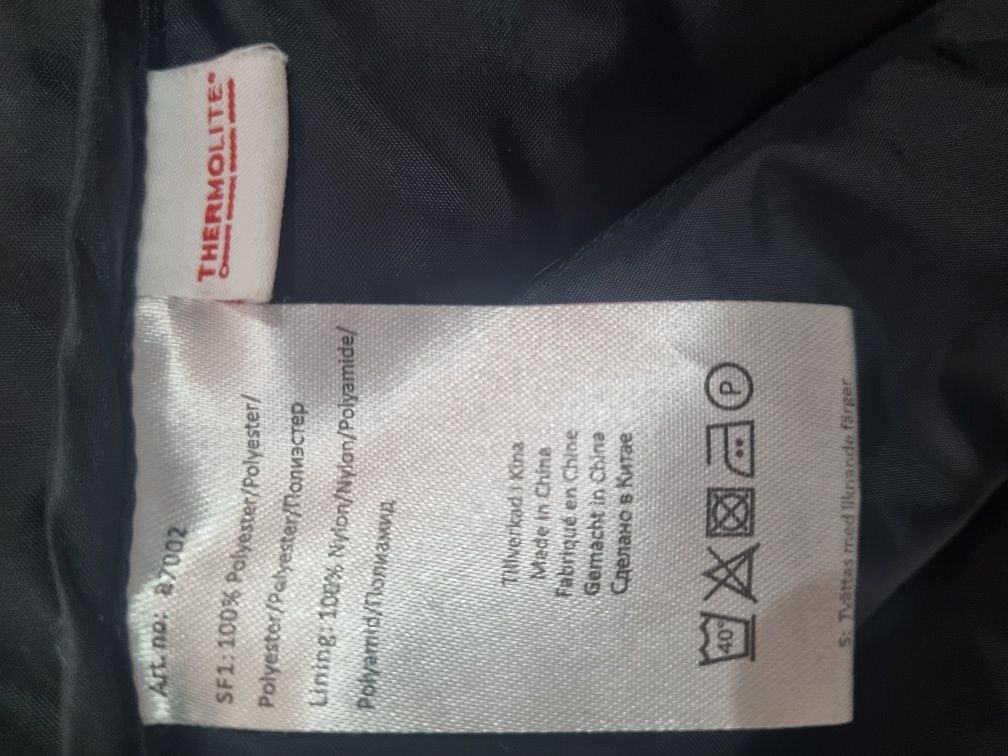 THERMOLITE®
Art. no: 87002
SF1: 100% Polyester/Polyester/
Polyester/Polyester/Полиэстер
Lining: 100% Nylon/Nylon/Polyamide/
Polyamid/Полиамид
Tillverkad i Kina
Made in China
Fabriqué en Chine
Gemacht in China
Сделано в Китае
40° P
S: Tvättas med liknande färger